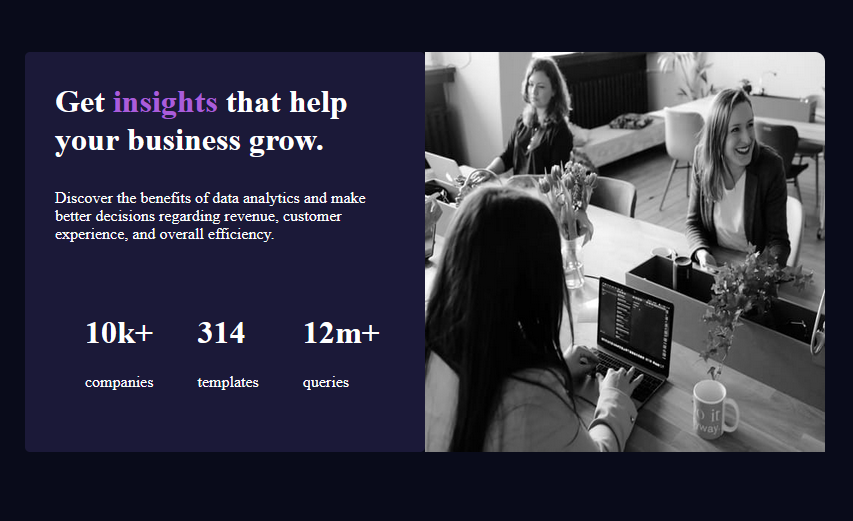 Get insights that help
your business grow.
Discover the benefits of data analytics and make
better decisions regarding revenue, customer
experience, and overall efficiency.
10k+ 314 12m+
companies templates queries